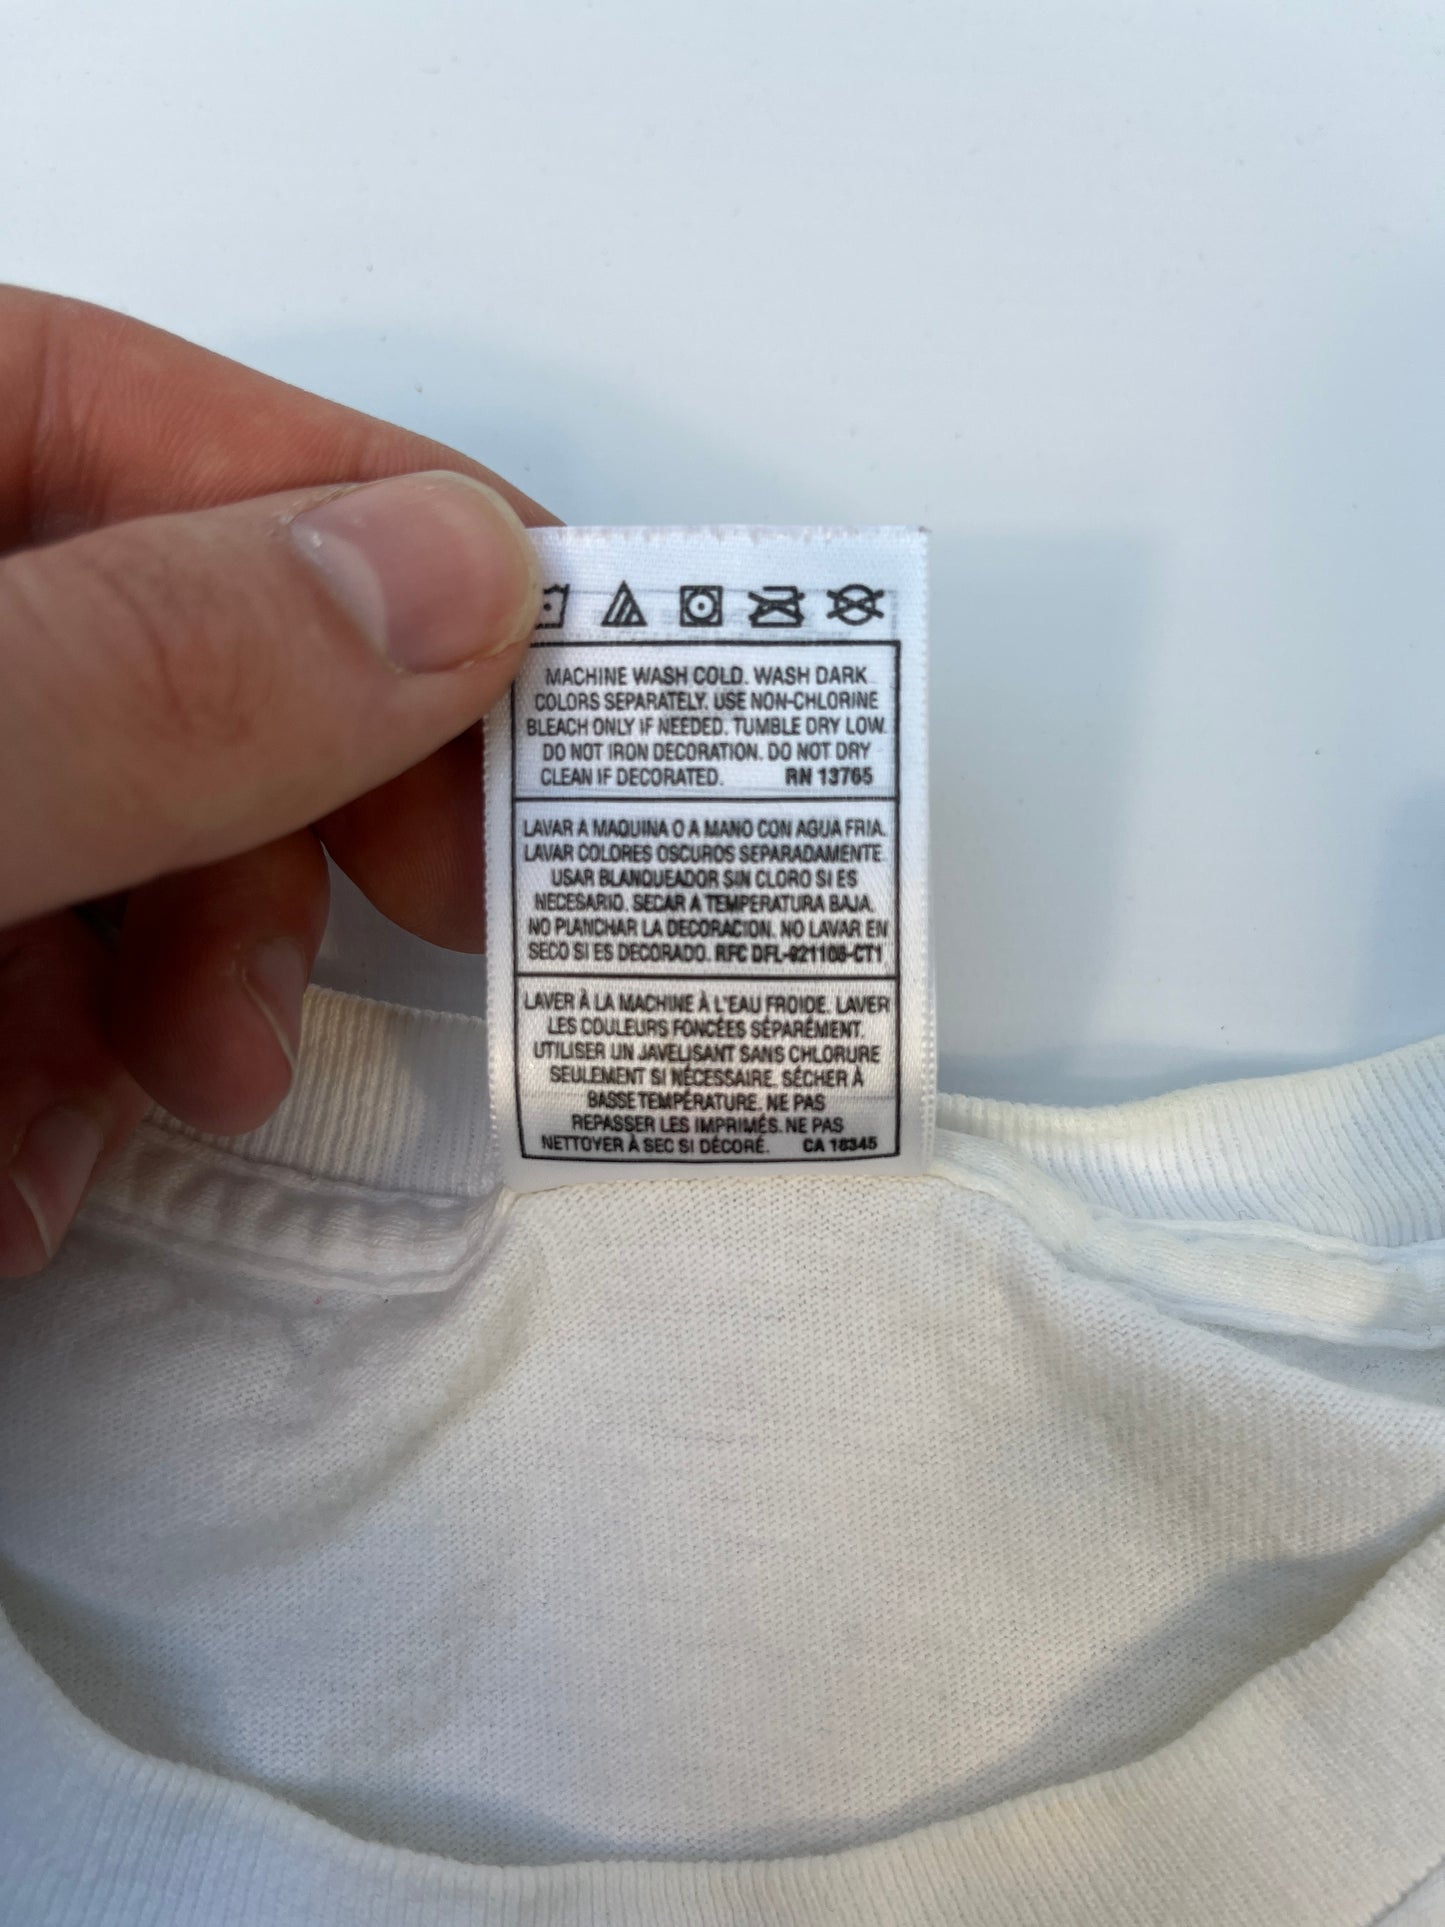 MACHINE WASH COLD. WASH DARK
COLORS SEPARATELY. USE NON-CHLORINE
BLEACH ONLY IF NEEDED. TUMBLE DRY LOW.
DO NOT IRON DECORATION. DO NOT DRY
CLEAN IF DECORATED. RN 13765
LAVAR A MAQUINA O A MANO CON AGUA FRIA.
LAVAR COLORES OSCUROS SEPARADAMENTE.
USAR BLANQUEADOR SIN CLORO SI ES
NECESARIO. SECAR A TEMPERATURA BAJA.
NO PLANCHAR LA DECORACION. NO LAVAR EN
SECO SI ES DECORADO. RFC
LAVER À LA MACHINE À L'EAU FROIDE. LAVER
LES COULEURS FONCÉES SÉPARÉMENT.
UTILISER UN JAVELISANT SANS CHLORURE
SEULEMENT SI NÉCESSAIRE. SÉCHER À
BASSE TEMPÉRATURE. NE PAS
REPASSER LES IMPRIMÉS. NE PAS
NETTOYER À SEC SI DÉCORÉ. CA